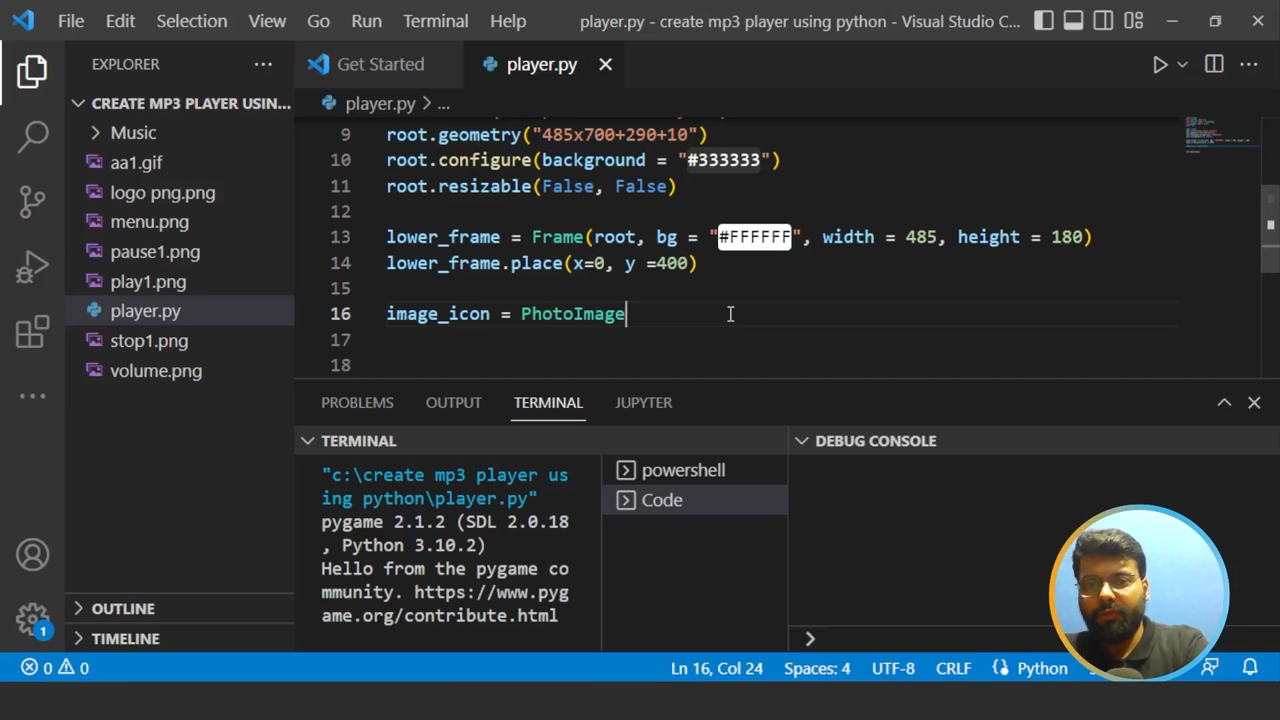 File Edit Selection View Go Run Terminal Help player.py - create mp3 player using python - Visual Studio C...
EXPLORER ...
Get Started
player.py
CREATE MP3 PLAYER USIN...
player.py > ...
Music
aa1.gif
logo png.png
menu.png
pause1.png
play1.png
player.py
stop1.png
volume.png
9 root.geometry("485x700+290+10")
10 root.configure(background = "#333333")
11 root.resizable(False, False)
12
13 lower_frame = Frame(root, bg = "#FFFFFF", width = 485, height = 180)
14 lower_frame.place(x=0, y =400)
15
16 image_icon = PhotoImage
17
18
PROBLEMS OUTPUT TERMINAL JUPYTER
TERMINAL
"c:\create mp3 player us
ing python\player.py"
pygame 2.1.2 (SDL 2.0.18
, Python 3.10.2)
Hello from the pygame co
mmunity. https://www.pyg
ame.org/contribute.html
powershell
Code
DEBUG CONSOLE
OUTLINE
TIMELINE
1
0 0 Ln 16, Col 24 Spaces: 4 UTF-8 CRLF Python